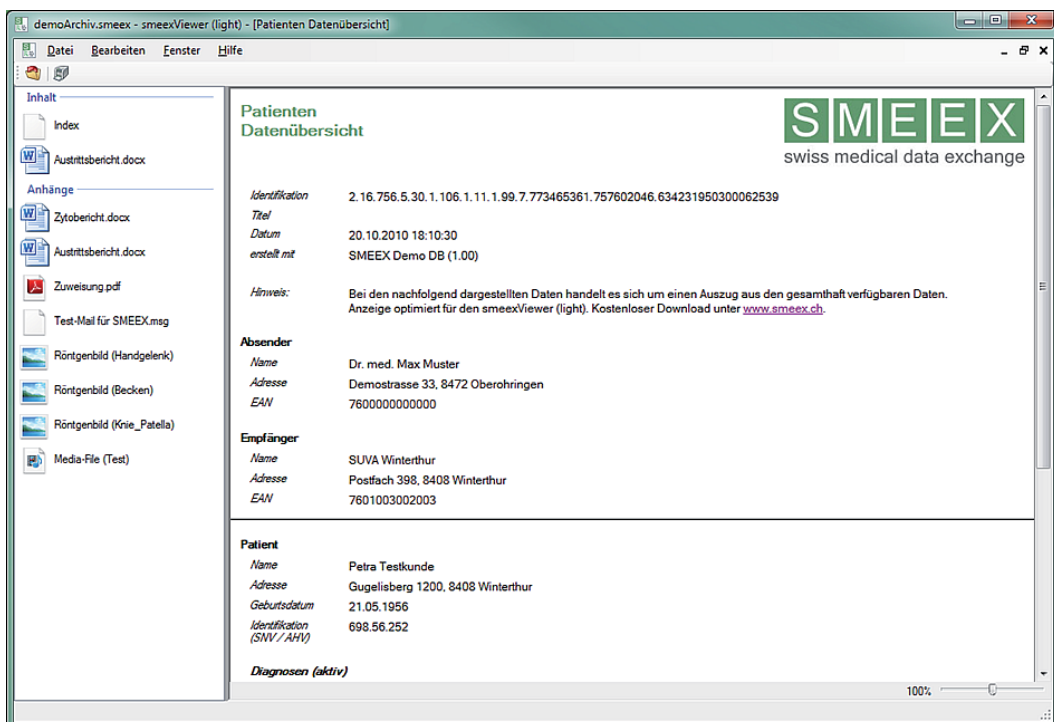 demoArchiv.smeex - smeexViewer (light) - [Patienten Datenübersicht]
Datei Bearbeiten Fenster Hilfe
Inhalt
Index
Austrittsbericht.docx
Anhänge
Zytobericht.docx
Austrittsbericht.docx
Zuweisung.pdf
Test-Mail für SMEEX.msg
Röntgenbild (Handgelenk)
Röntgenbild (Becken)
Röntgenbild (Knie_Patella)
Media-File (Test)
Patienten
Datenübersicht
SMEEX
swiss medical data exchange
Identifikation 2.16.756.5.30.1.106.1.11.1.99.7.773465361.757602046.634231950300062539
Titel
Datum 20.10.2010 18:10:30
erstellt mit SMEEX Demo DB (1.00)
Hinweis: Bei den nachfolgend dargestellten Daten handelt es sich um einen Auszug aus den gesamthaft verfügbaren Daten.
Anzeige optimiert für den smeexViewer (light). Kostenloser Download unter www.smeex.ch.
Absender
Name Dr. med. Max Muster
Adresse Demostrasse 33, 8472 Oberohringen
EAN 7600000000000
Empfänger
Name SUVA Winterthur
Adresse Postfach 398, 8408 Winterthur
EAN 7601003002003
Patient
Name Petra Testkunde
Adresse Gugelisberg 1200, 8408 Winterthur
Geburtsdatum 21.05.1956
Identifikation 698.56.252
(SNV / AHV)
Diagnosen (aktiv)
100%